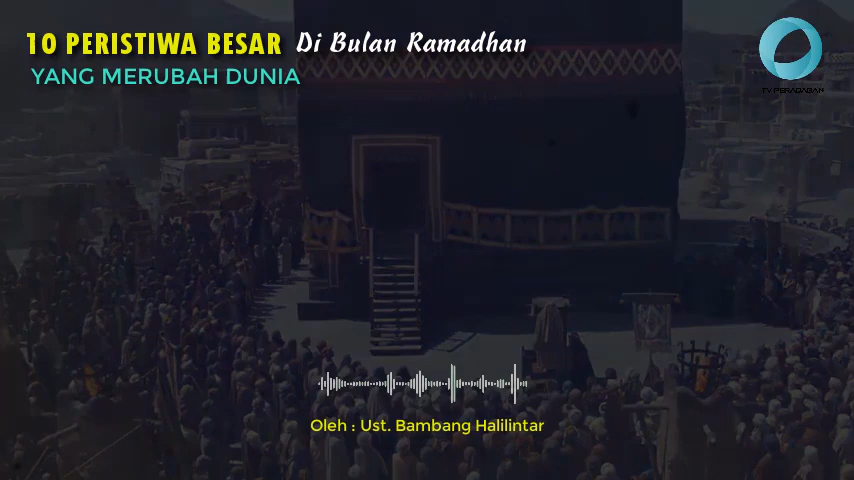 10 PERISTIWA BESAR Di Bulan Ramadhan
YANG MERUBAH DUNIA
TV PERADABAN
Oleh : Ust. Bambang Halilintar